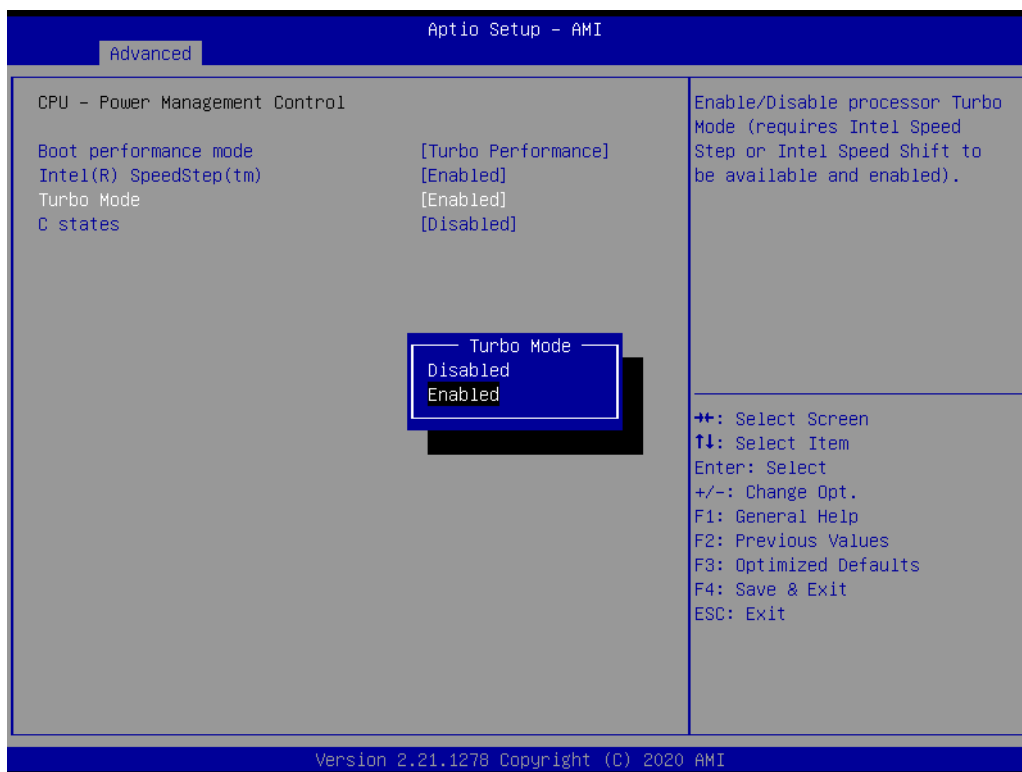 Aptio Setup – AMI
Advanced
CPU – Power Management Control
Boot performance mode [Turbo Performance]
Intel(R) SpeedStep(tm) [Enabled]
Turbo Mode [Enabled]
C states [Disabled]
Turbo Mode
Disabled
Enabled
Enable/Disable processor Turbo
Mode (requires Intel Speed
Step or Intel Speed Shift to
be available and enabled).
→←: Select Screen
↑↓: Select Item
Enter: Select
+/-: Change Opt.
F1: General Help
F2: Previous Values
F3: Optimized Defaults
F4: Save & Exit
ESC: Exit
Version 2.21.1278 Copyright (C) 2020 AMI